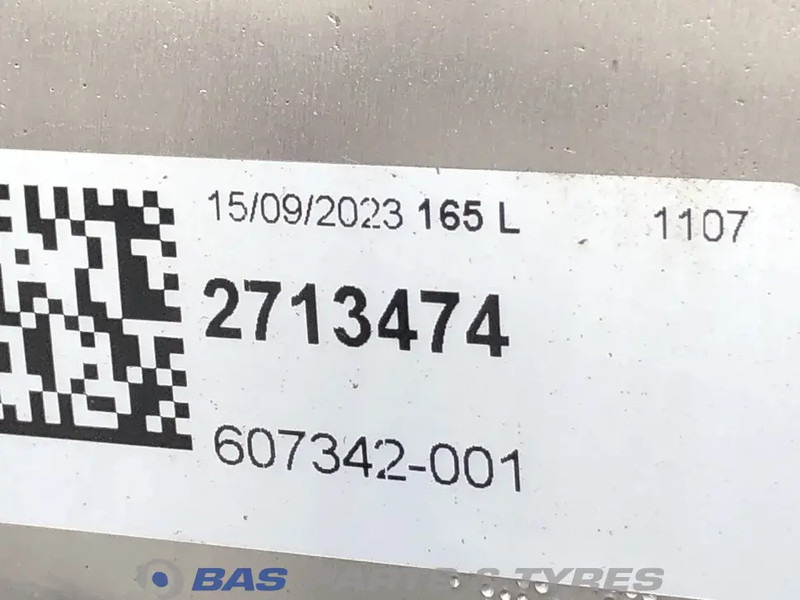 15/09/2023 165 L 1107
2713474
607342-001
BAS PARTS & TYRES